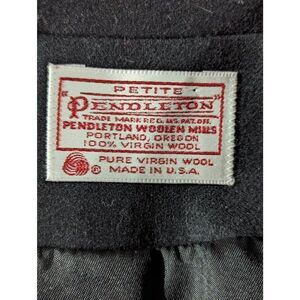 PETITE
"PENDLETON"
TRADE MARK REG. U.S. PAT. OFF.
PENDLETON WOOLEN MILLS
PORTLAND, OREGON
100% VIRGIN WOOL
PURE VIRGIN WOOL
® MADE IN U.S.A.